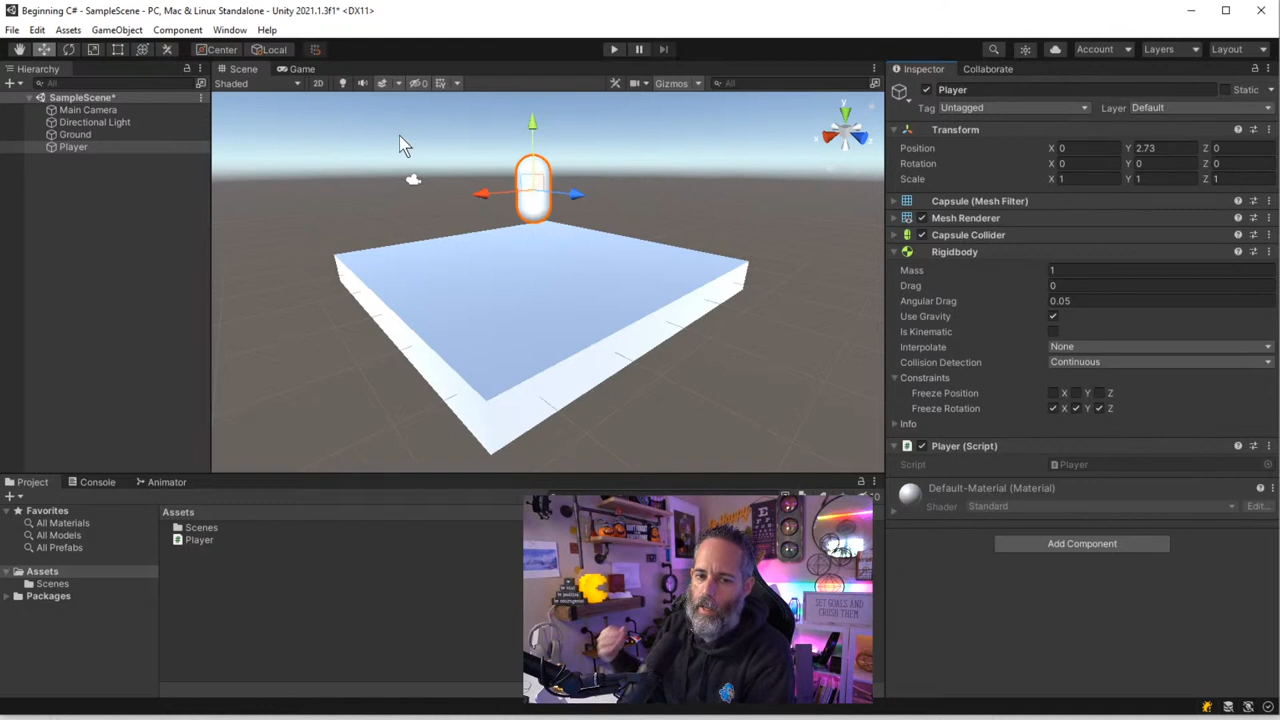 Beginning C# - SampleScene - PC, Mac & Linux Standalone - Unity 2021.1.3f1* <DX11>
File Edit Assets GameObject Component Window Help
Center Local Account Layers Layout
Hierarchy Scene Game Inspector Collaborate
All Shaded 2D 0 Gizmos All Player Static
Tag Untagged Layer Default
SampleScene*
Main Camera
Directional Light
Ground
Player
y
x
z
Transform
Position X 0 Y 2.73 Z 0
Rotation X 0 Y 0 Z 0
Scale X 1 Y 1 Z 1
Capsule (Mesh Filter)
Mesh Renderer
Capsule Collider
Rigidbody
Mass 1
Drag 0
Angular Drag 0.05
Use Gravity
Is Kinematic
Interpolate None
Collision Detection Continuous
Constraints
Freeze Position X Y Z
Freeze Rotation X Y Z
Info
Player (Script)
Script Player
Default-Material (Material)
Shader Standard Edit...
Add Component
Project Console Animator
Favorites
All Materials
All Models
All Prefabs
Assets
Scenes
Packages
Assets
Scenes
Player
SET GOALS AND
CRUSH THEM